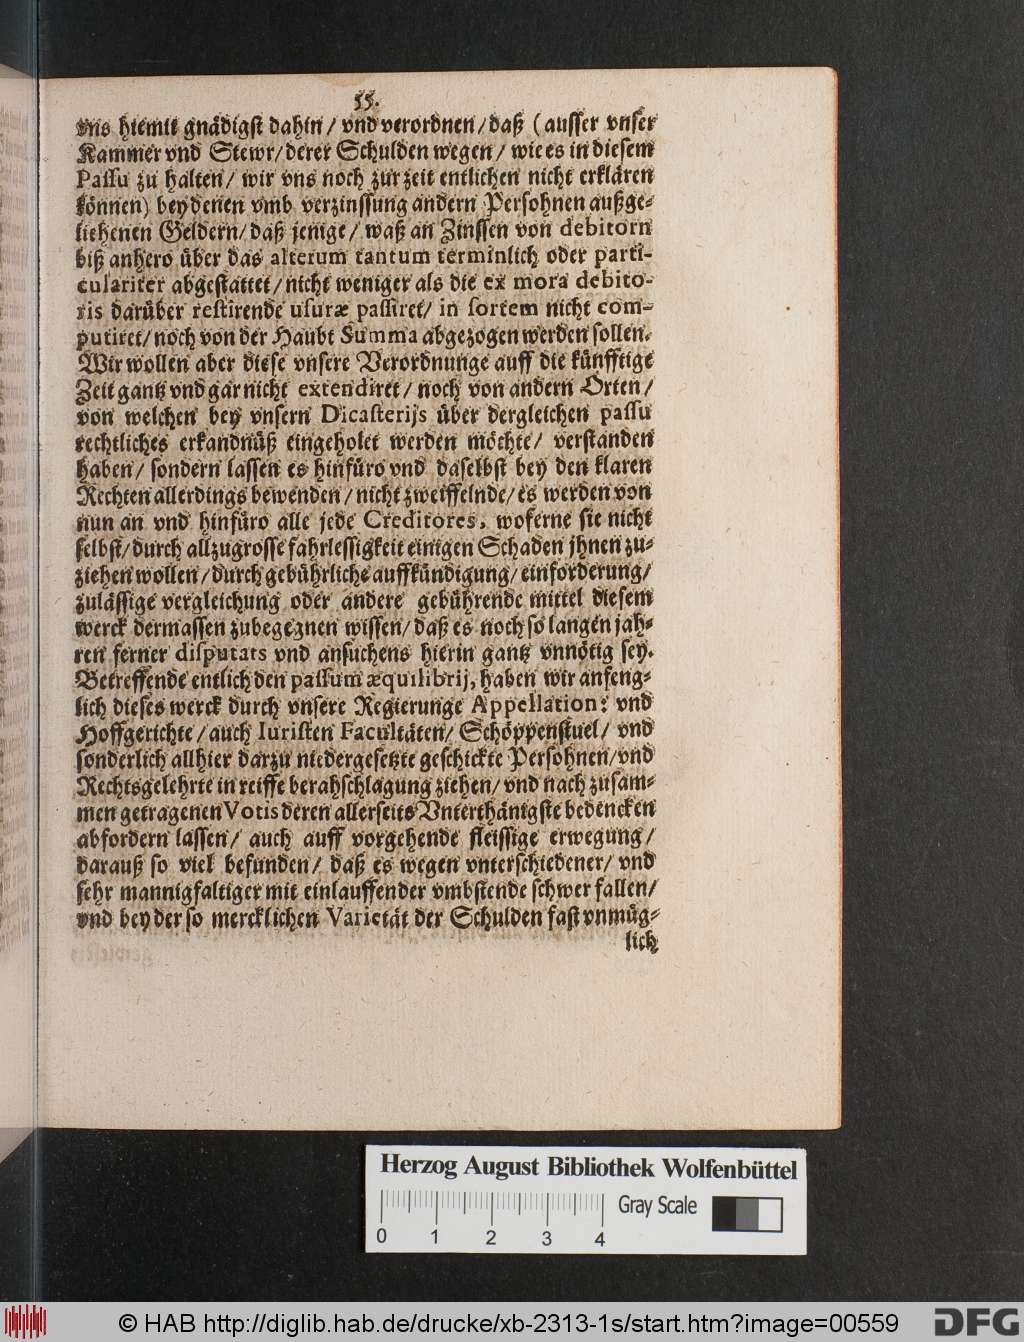 55.
vns hiemit gnädigst dahin / vnd verordnen / daß (ausser vnser
Kammer vnd Stewr / derer Schulden wegen / wie es in diesem
Passu zu halten / wir vns noch zur zeit entlichen nicht erklären
können) bey denen vmb verzinssung andern Persohnen außge-
liehenen Geldern / daß jenige / waß an Zinssen von debitorn
biß anhero über das alterum tantum terminlich oder parti-
culariter abgestattet / nicht weniger als die ex mora debito-
ris darüber restirende usuræ passiret / in sortem nicht com-
putiret / noch von der Haubt Summa abgezogen werden sollen.
Wir wollen aber diese vnsere Verordnunge auff die künfftige
Zeit gantz vnd gar nicht extendiret / noch von andern Orten /
von welchen bey vnsern Dicasterijs über dergleichen passu
rechtliches erkandnüß eingeholet werden möchte / verstanden
haben / sondern lassen es hinfüro vnd daselbst bey den klaren
Rechten allerdings bewenden / nicht zweiffelnde / es werden von
nun an vnd hinfüro alle jede Creditores, woferne sie nicht
selbst / durch allzugrosse fahrlessigkeit einigen Schaden jhnen zu-
ziehen wollen / durch gebührliche auffkündigung / einforderung /
zulässige vergleichung oder andere gebührende mittel diesem
werck dermassen zubegegnen wissen / daß es noch so langen jah-
ren ferner disputats vnd ansuchens hierin gantz vnnötig sey.
Betreffende entlich den passum æquilibrij, haben wir anfeng-
lich dieses werck durch vnsere Regierunge Appellation: vnd
Hoffgerichte / auch Iuristen Facultäten / Schöppenstuel / vnd
sonderlich allhier darzu niedergesetzte geschickte Persohnen / vnd
Rechtsgelehrte in reiffe berahschlagung ziehen / vnd nach zusam-
men getragenen Votis deren allerseits Vnterthänigste bedencken
abfordern lassen / auch auff vorgehende fleissige erwegung /
darauß so viel befunden / daß es wegen vnterschiedener / vnd
sehr mannigfaltiger mit einlauffender vmbstende schwer fallen /
vnd bey der so mercklichen Varietät der Schulden fast vnmüg-
lich
Herzog August Bibliothek Wolfenbüttel
Gray Scale
0 1 2 3 4
© HAB http://diglib.hab.de/drucke/xb-2313-1s/start.htm?image=00559
DFG